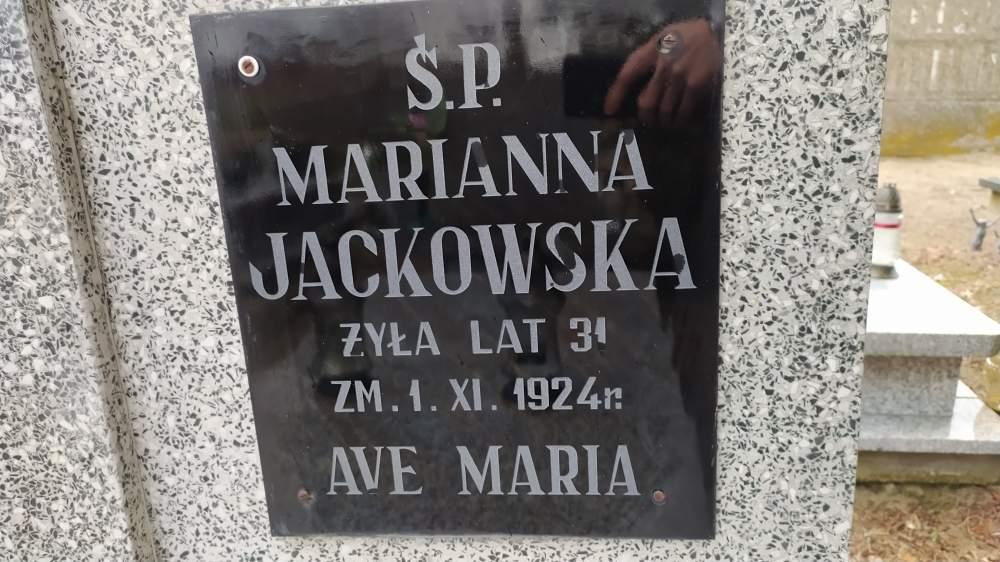 Ś.P.
MARIANNA
JACKOWSKA
ŻYŁA LAT 31
ZM. 1. XI. 1924r.
AVE MARIA